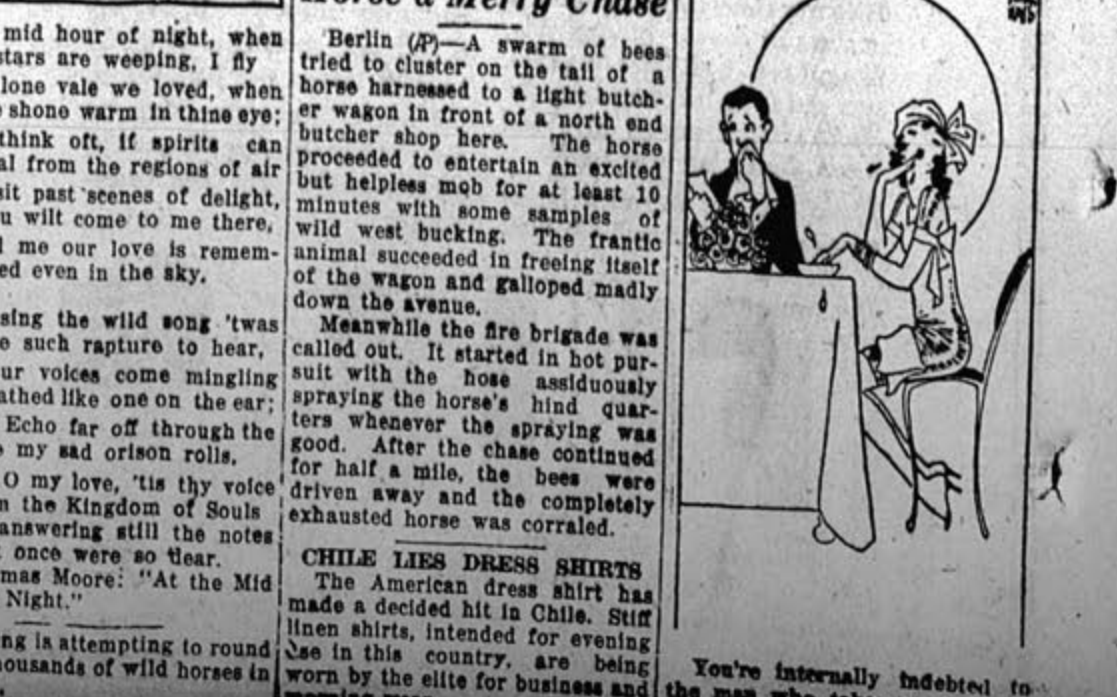 mid hour of night, when
stars are weeping, I fly
lone vale we loved, when
shone warm in thine eye;
think oft, if spirits can
al from the regions of air
sit past scenes of delight,
u wilt come to me there,
me our love is remem-
ed even in the sky.
sing the wild song 'twas
e such rapture to hear,
ur voices come mingling
athed like one on the ear;
Echo far off through the
my sad orison rolls,
O my love, 'tis thy voice
n the Kingdom of Souls
answering still the notes
once were so dear.
mas Moore: "At the Mid
Night."
ng is attempting to round
housands of wild horses in
Horse a Merry Chase
Berlin (AP)—A swarm of bees
tried to cluster on the tail of a
horse harnessed to a light butch-
er wagon in front of a north end
butcher shop here. The horse
proceeded to entertain an excited
but helpless mob for at least 10
minutes with some samples of
wild west bucking. The frantic
animal succeeded in freeing itself
of the wagon and galloped madly
down the avenue.
Meanwhile the fire brigade was
called out. It started in hot pur-
suit with the hose assiduously
spraying the horse's hind quar-
ters whenever the spraying was
good. After the chase continued
for half a mile, the bees were
driven away and the completely
exhausted horse was corraled.
CHILE LIES DRESS SHIRTS
The American dress shirt has
made a decided hit in Chile. Stiff
linen shirts, intended for evening
use in this country, are being
worn by the elite for business and
You're internally indebted to
the man who